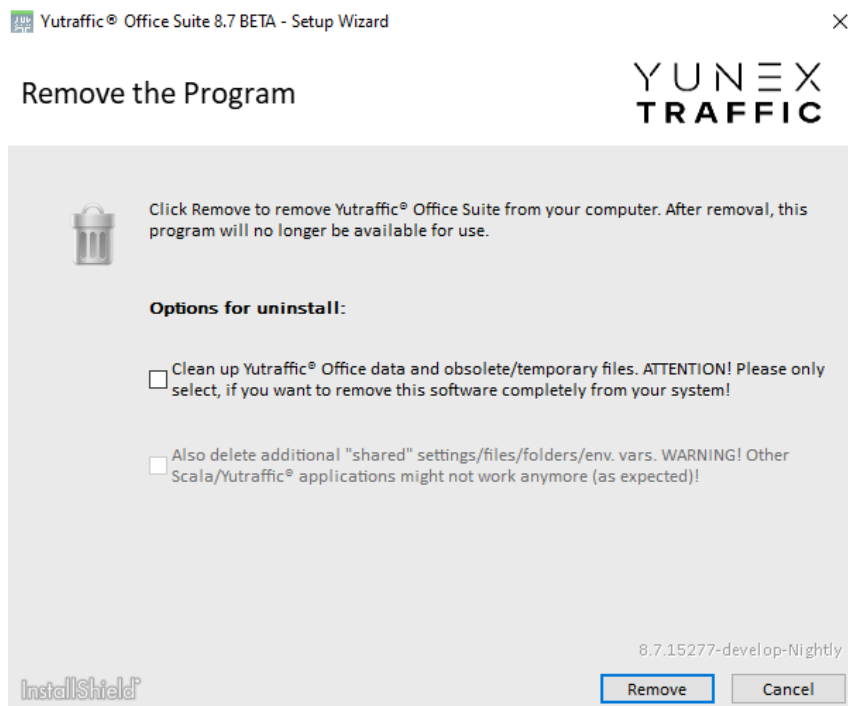 Yutraffic® Office Suite 8.7 BETA - Setup Wizard
Remove the Program
YUNEX
TRAFFIC
Click Remove to remove Yutraffic® Office Suite from your computer. After removal, this
program will no longer be available for use.
Options for uninstall:
Clean up Yutraffic® Office data and obsolete/temporary files. ATTENTION! Please only
select, if you want to remove this software completely from your system!
Also delete additional "shared" settings/files/folders/env. vars. WARNING! Other
Scala/Yutraffic® applications might not work anymore (as expected)!
8.7.15277-develop-Nightly
InstallShield®
Remove
Cancel